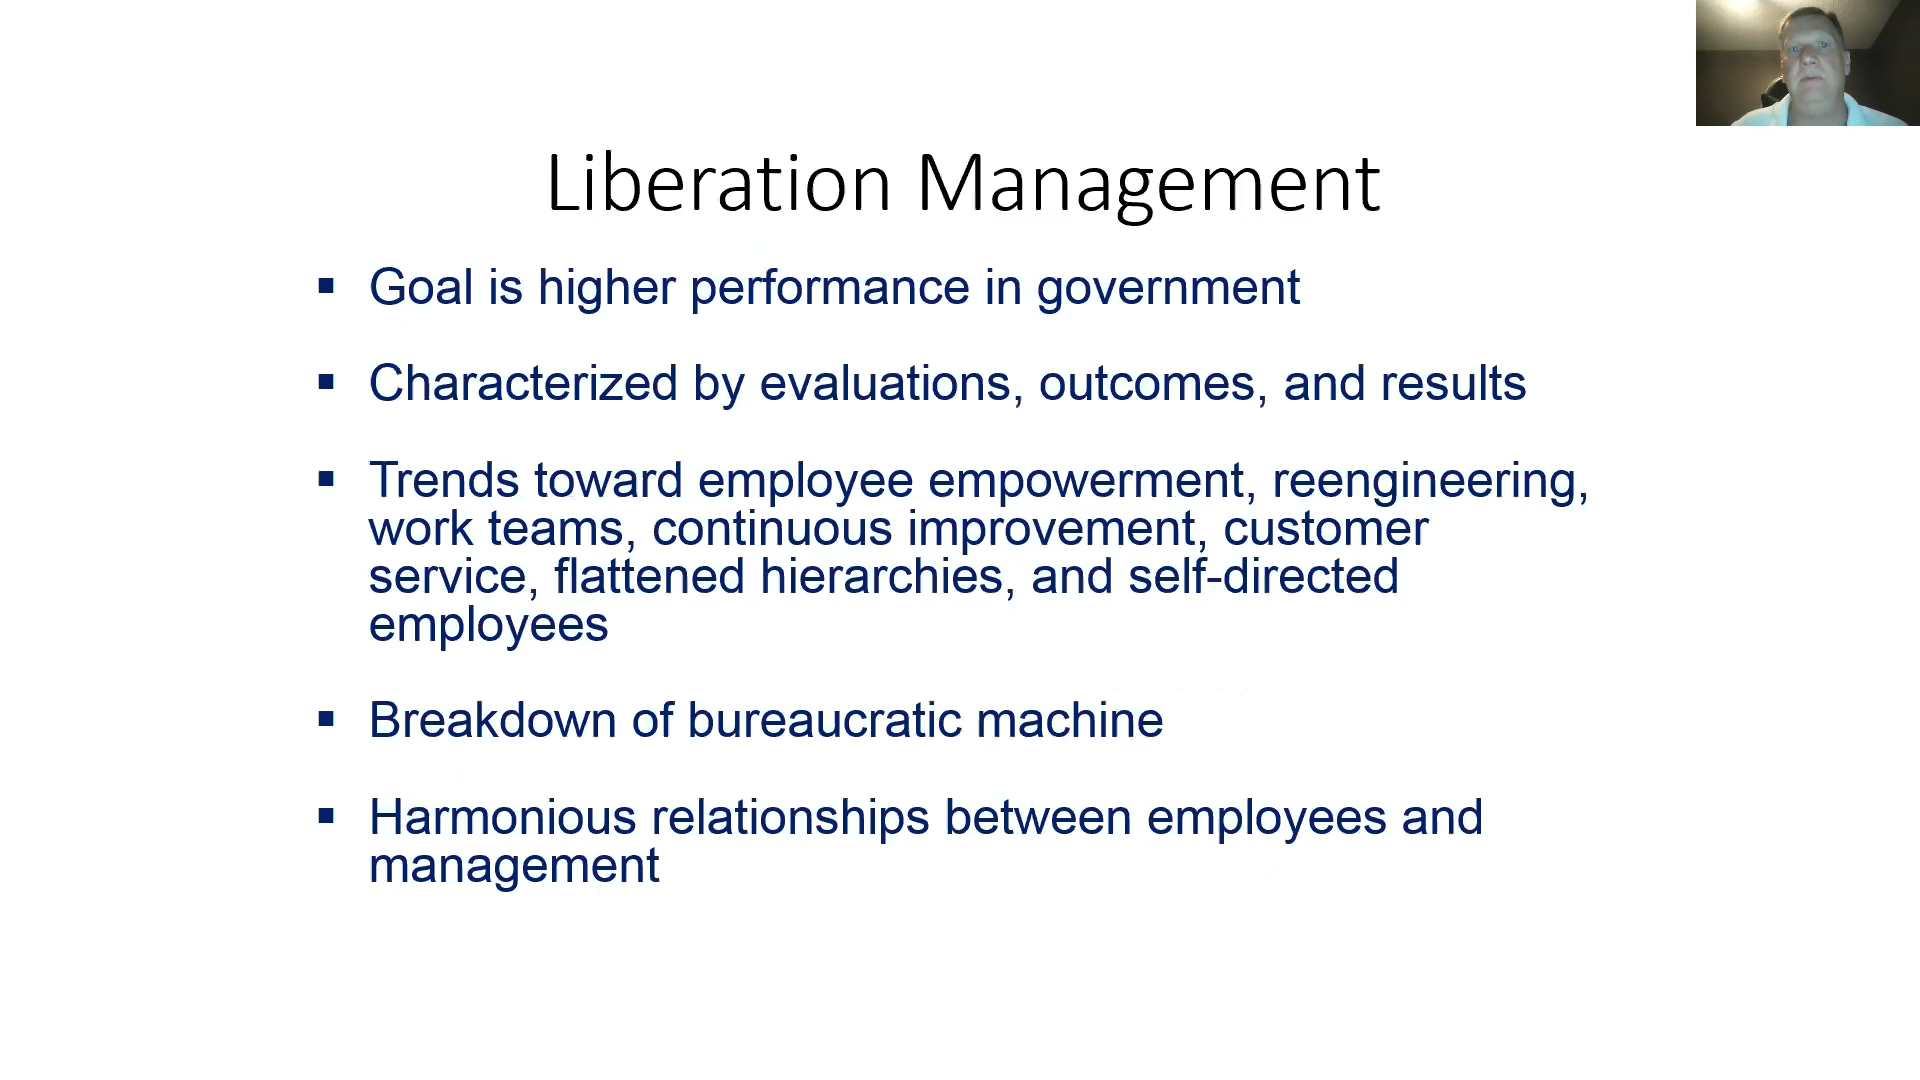 Liberation Management
▪ Goal is higher performance in government
▪ Characterized by evaluations, outcomes, and results
▪ Trends toward employee empowerment, reengineering,
work teams, continuous improvement, customer
service, flattened hierarchies, and self-directed
employees
▪ Breakdown of bureaucratic machine
▪ Harmonious relationships between employees and
management